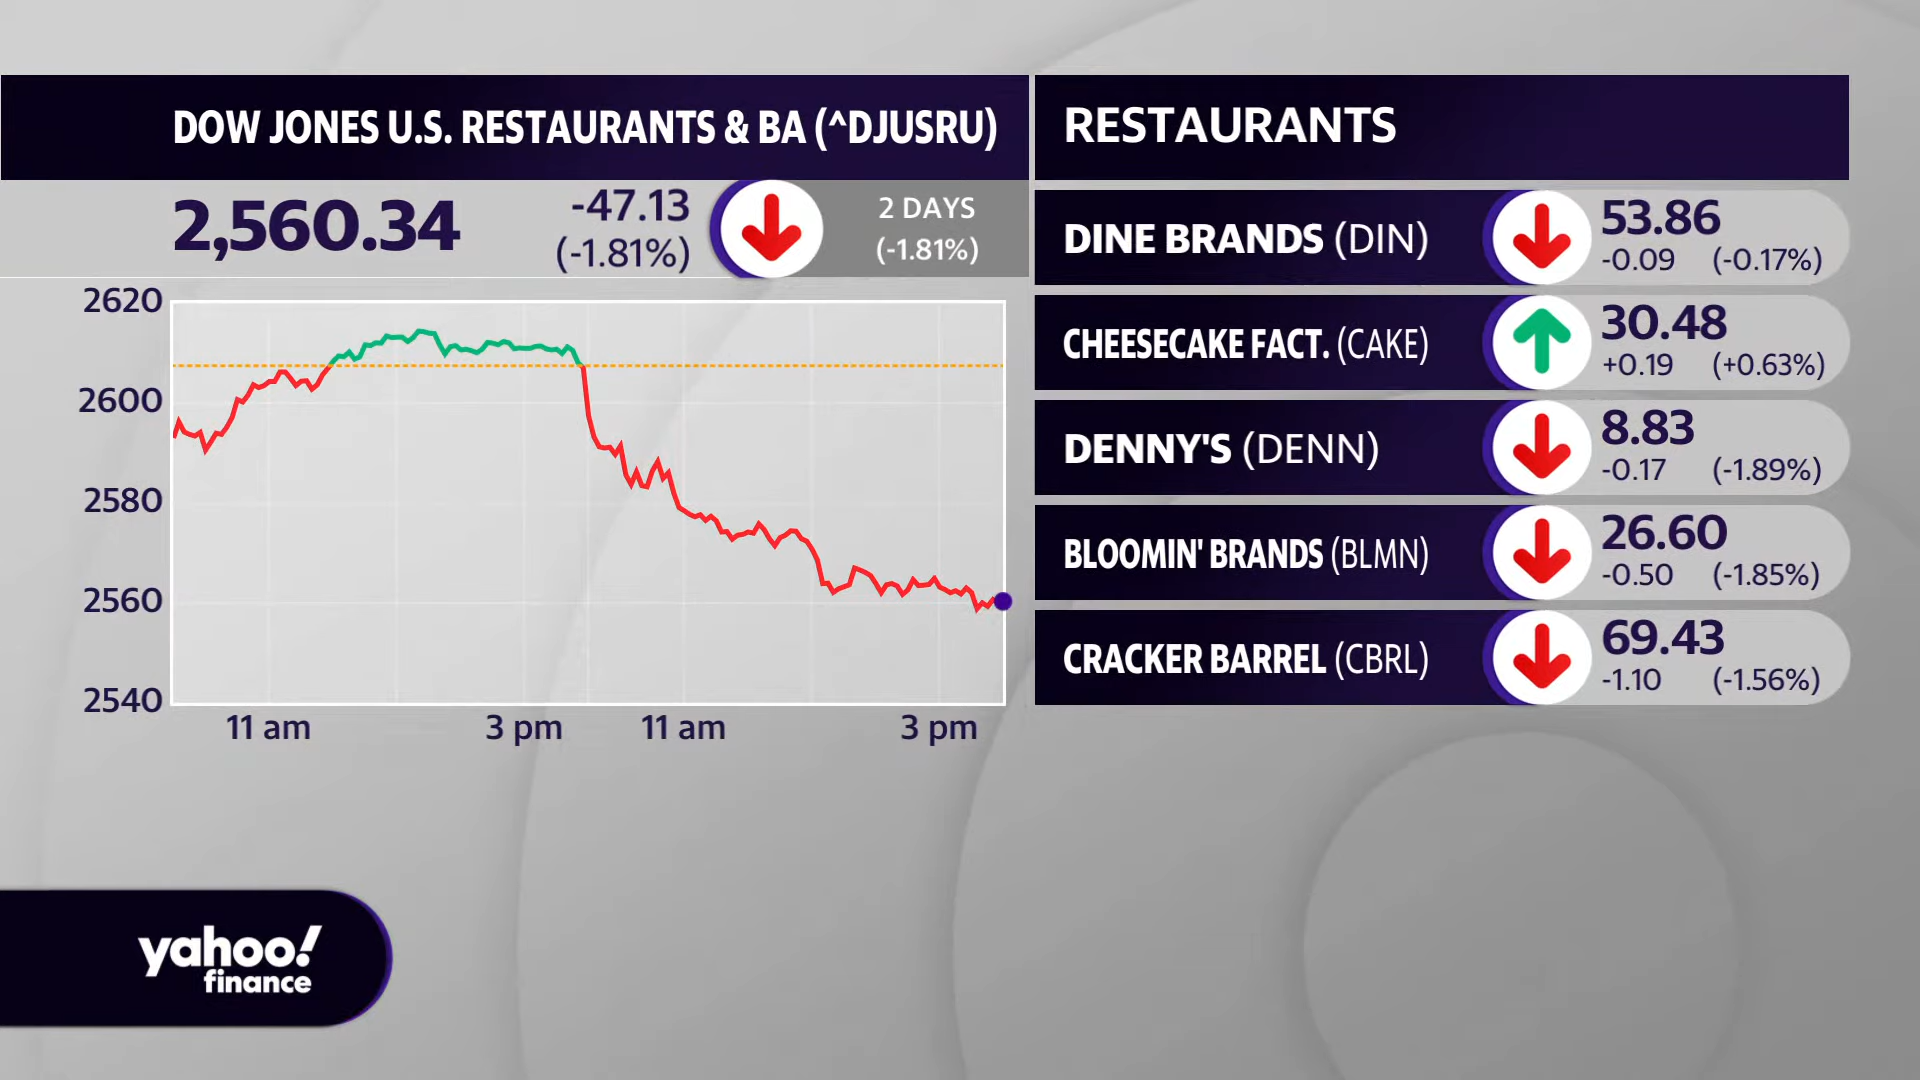 DOW JONES U.S. RESTAURANTS & BA (^DJUSRU)
2,560.34
-47.13
(-1.81%)
2 DAYS
(-1.81%)
2620
2600
2580
2560
2540
11 am
3 pm
11 am
3 pm
RESTAURANTS
DINE BRANDS (DIN)
53.86
-0.09 (-0.17%)
CHEESECAKE FACT. (CAKE)
30.48
+0.19 (+0.63%)
DENNY'S (DENN)
8.83
-0.17 (-1.89%)
BLOOMIN' BRANDS (BLMN)
26.60
-0.50 (-1.85%)
CRACKER BARREL (CBRL)
69.43
-1.10 (-1.56%)
yahoo!
finance